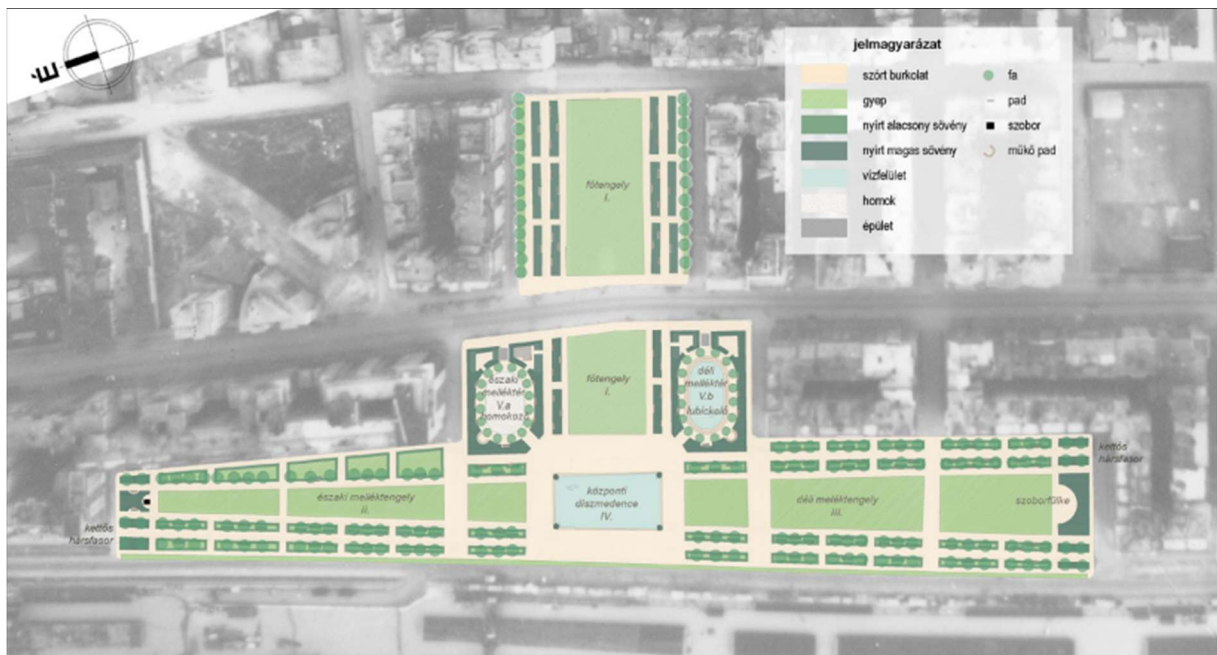 É
jelmagyarázat
szórt burkolat
gyep
nyírt alacsony sövény
nyírt magas sövény
vízfelület
homok
épület
fa
pad
szobor
műkő pad
főtengely
I.
főtengely
I.
északi
melléktér
V.a
homokozó
déli
melléktér
V.b
lubickoló
kettős
hársfasor
északi melléktengely
II.
központi
díszmedence
IV.
déli melléktengely
III.
szoborfülke
kettős
hársfasor